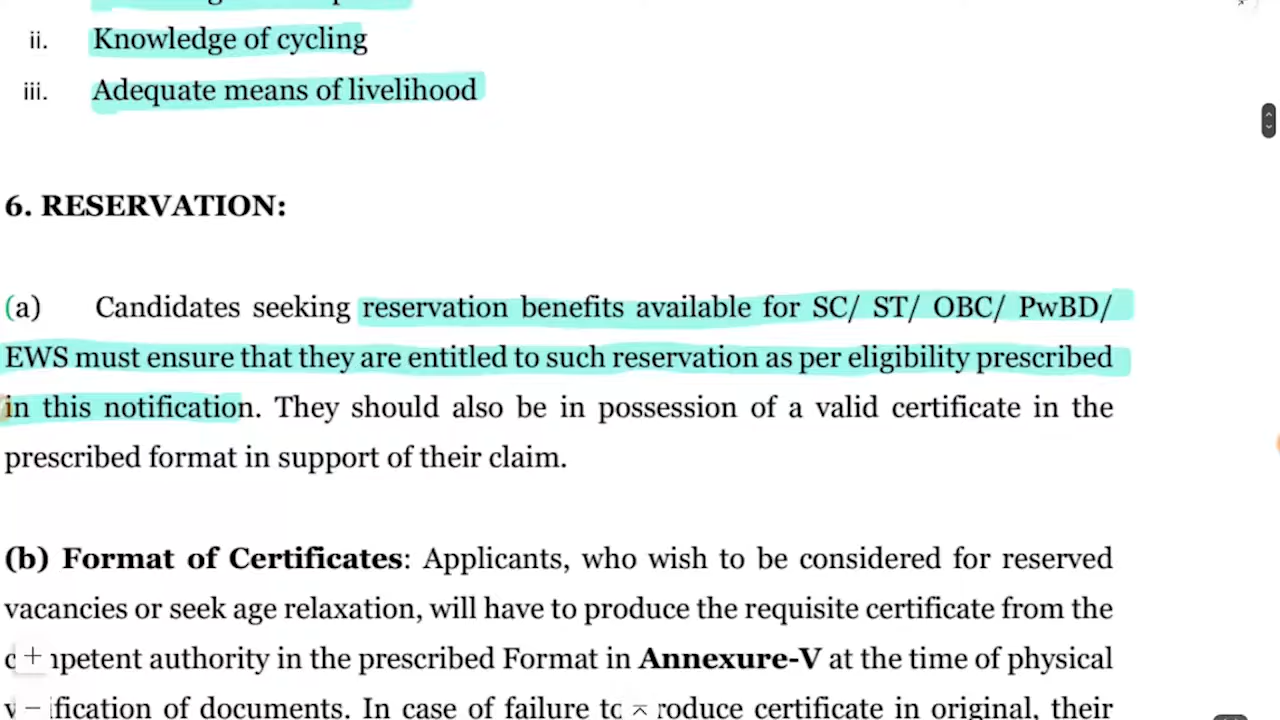 ii. Knowledge of cycling
iii. Adequate means of livelihood
6. RESERVATION:
(a) Candidates seeking reservation benefits available for SC/ ST/ OBC/ PwBD/
EWS must ensure that they are entitled to such reservation as per eligibility prescribed
in this notification. They should also be in possession of a valid certificate in the
prescribed format in support of their claim.
(b) Format of Certificates: Applicants, who wish to be considered for reserved
vacancies or seek age relaxation, will have to produce the requisite certificate from the
authority in the prescribed Format in Annexure-V at the time of physical
of documents. In case of failure certificate in original, their